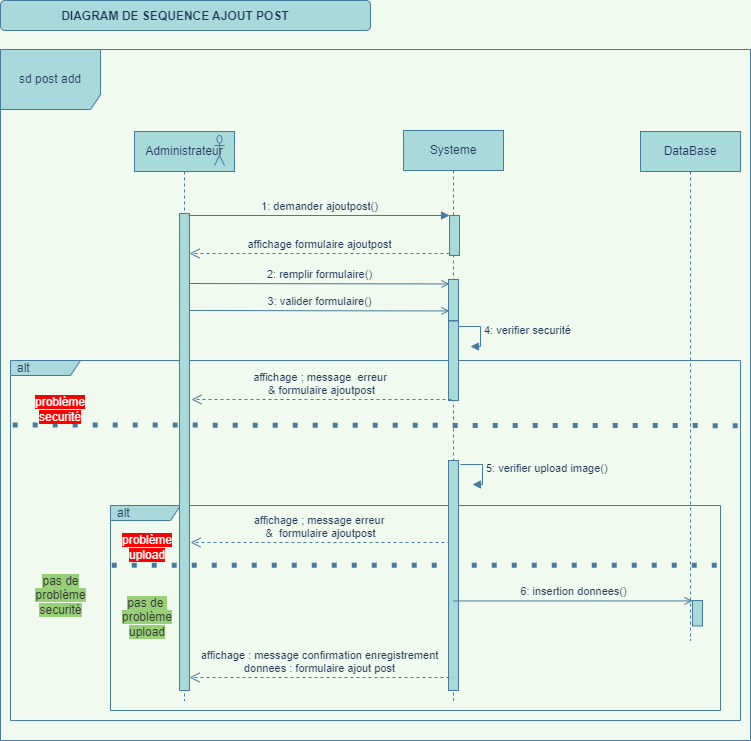 DIAGRAM DE SEQUENCE AJOUT POST
sd post add
Administrateur
Systeme
DataBase
1: demander ajoutpost()
affichage formulaire ajoutpost
2: remplir formulaire()
3: valider formulaire()
4: verifier securité
alt
affichage ; message erreur
& formulaire ajoutpost
problème
securité
5: verifier upload image()
alt
affichage ; message erreur
& formulaire ajoutpost
problème
upload
pas de
problème
securité
6: insertion donnees()
pas de
problème
upload
affichage : message confirmation enregistrement
donnees : formulaire ajout post